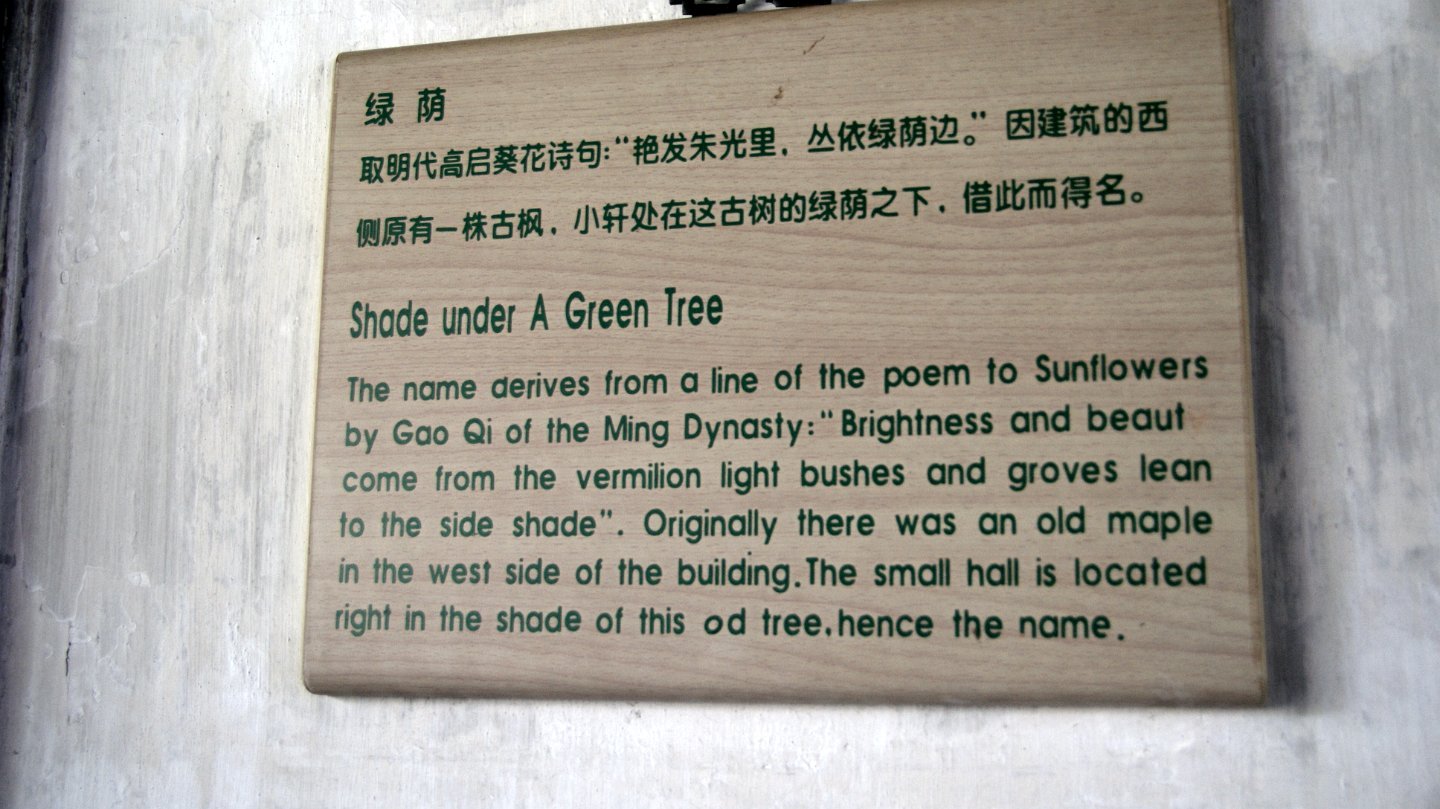 绿 荫
取明代高启葵花诗句:“艳发朱光里，丛依绿荫边。” 因建筑的西
侧原有一株古枫，小轩处在这古树的绿荫之下，借此而得名。
Shade under A Green Tree
The name derives from a line of the poem to Sunflowers
by Gao Qi of the Ming Dynasty:“Brightness and beaut
come from the vermilion light bushes and groves lean
to the side shade”. Originally there was an old maple
in the west side of the building.The small hall is located
right in the shade of this od tree.hence the name.